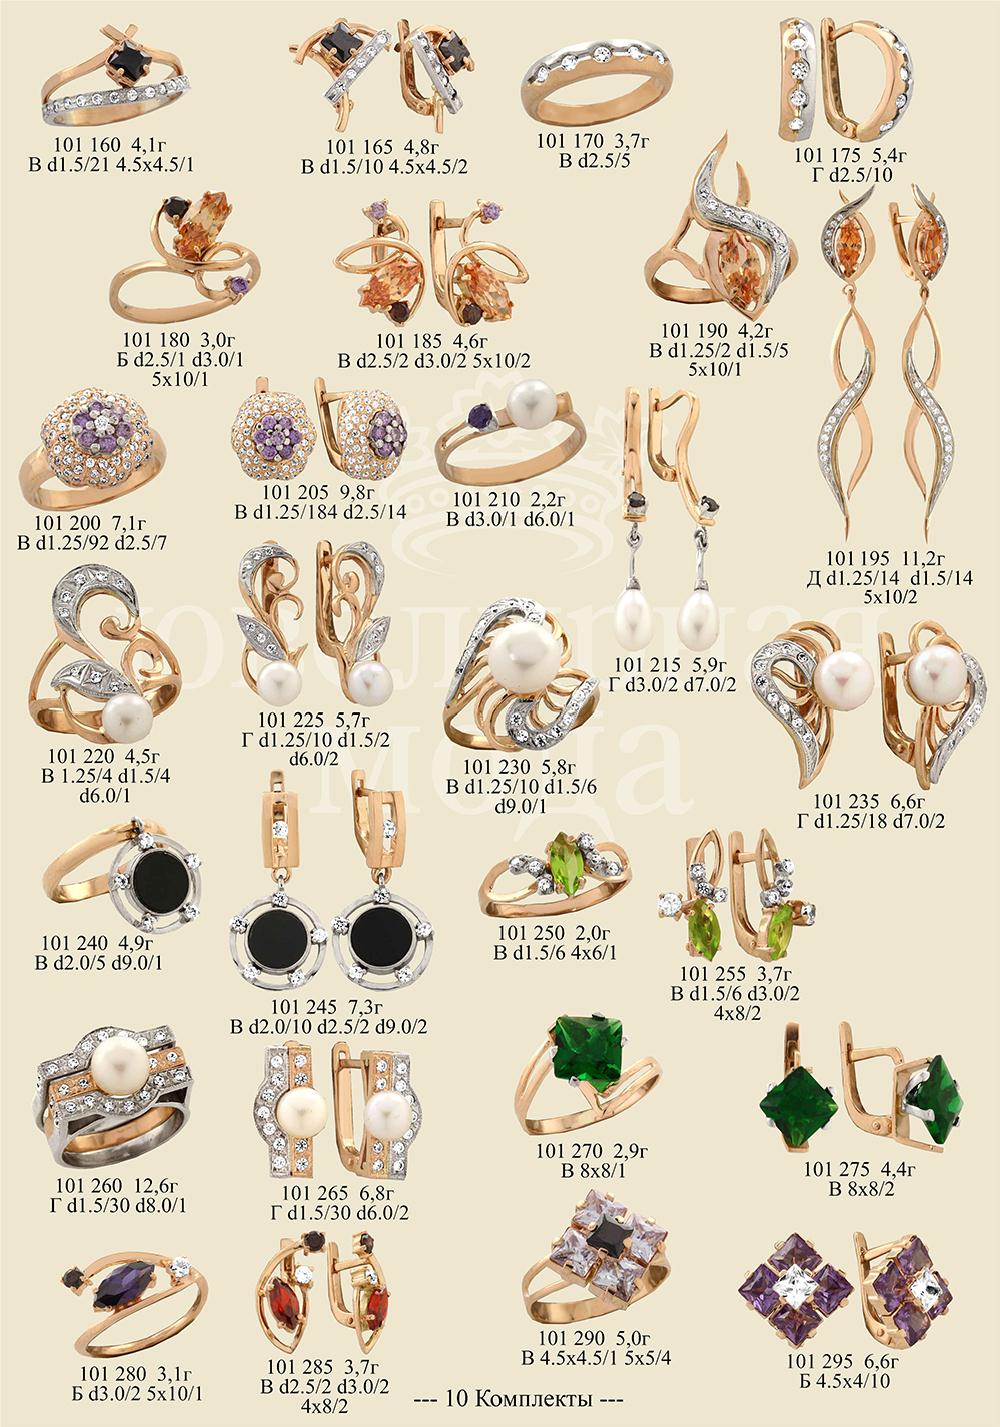 101 160 4,1г
В d1.5/21 4.5x4.5/1
101 165 4,8г
В d1.5/10 4.5x4.5/2
101 170 3,7г
В d2.5/5
101 175 5,4г
Г d2.5/10
101 180 3,0г
Б d2.5/1 d3.0/1
5x10/1
101 185 4,6г
В d2.5/2 d3.0/2 5x10/2
101 190 4,2г
В d1.25/2 d1.5/5
5x10/1
101 195 11,2г
Д d1.25/14 d1.5/14
5x10/2
101 200 7,1г
В d1.25/92 d2.5/7
101 205 9,8г
В d1.25/184 d2.5/14
101 210 2,2г
В d3.0/1 d6.0/1
101 215 5,9г
Г d3.0/2 d7.0/2
101 220 4,5г
В 1.25/4 d1.5/4
d6.0/1
101 225 5,7г
Г d1.25/10 d1.5/2
d6.0/2
101 230 5,8г
В d1.25/10 d1.5/6
d9.0/1
101 235 6,6г
Г d1.25/18 d7.0/2
ювелирная
мода
101 240 4,9г
В d2.0/5 d9.0/1
101 245 7,3г
В d2.0/10 d2.5/2 d9.0/2
101 250 2,0г
В d1.5/6 4x6/1
101 255 3,7г
В d1.5/6 d3.0/2
4x8/2
101 260 12,6г
Г d1.5/30 d8.0/1
101 265 6,8г
Г d1.5/30 d6.0/2
101 270 2,9г
В 8x8/1
101 275 4,4г
В 8x8/2
101 280 3,1г
Б d3.0/2 5x10/1
101 285 3,7г
В d2.5/2 d3.0/2
4x8/2
101 290 5,0г
В 4.5x4.5/1 5x5/4
101 295 6,6г
Б 4.5x4/10
--- 10 Комплекты ---